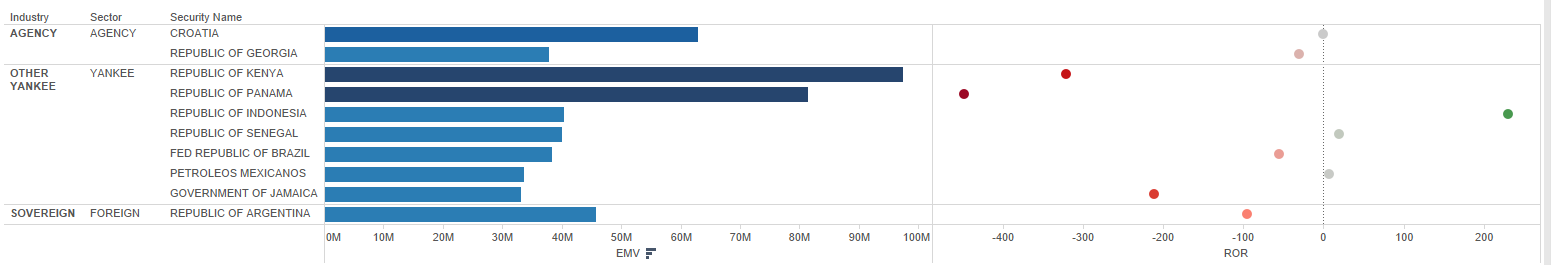 Industry Sector Security Name
AGENCY AGENCY CROATIA
REPUBLIC OF GEORGIA
OTHER YANKEE REPUBLIC OF KENYA
YANKEE
REPUBLIC OF PANAMA
REPUBLIC OF INDONESIA
REPUBLIC OF SENEGAL
FED REPUBLIC OF BRAZIL
PETROLEOS MEXICANOS
GOVERNMENT OF JAMAICA
SOVEREIGN FOREIGN REPUBLIC OF ARGENTINA
0M 10M 20M 30M 40M 50M 60M 70M 80M 90M 100M -400 -300 -200 -100 0 100 200
EMV ROR